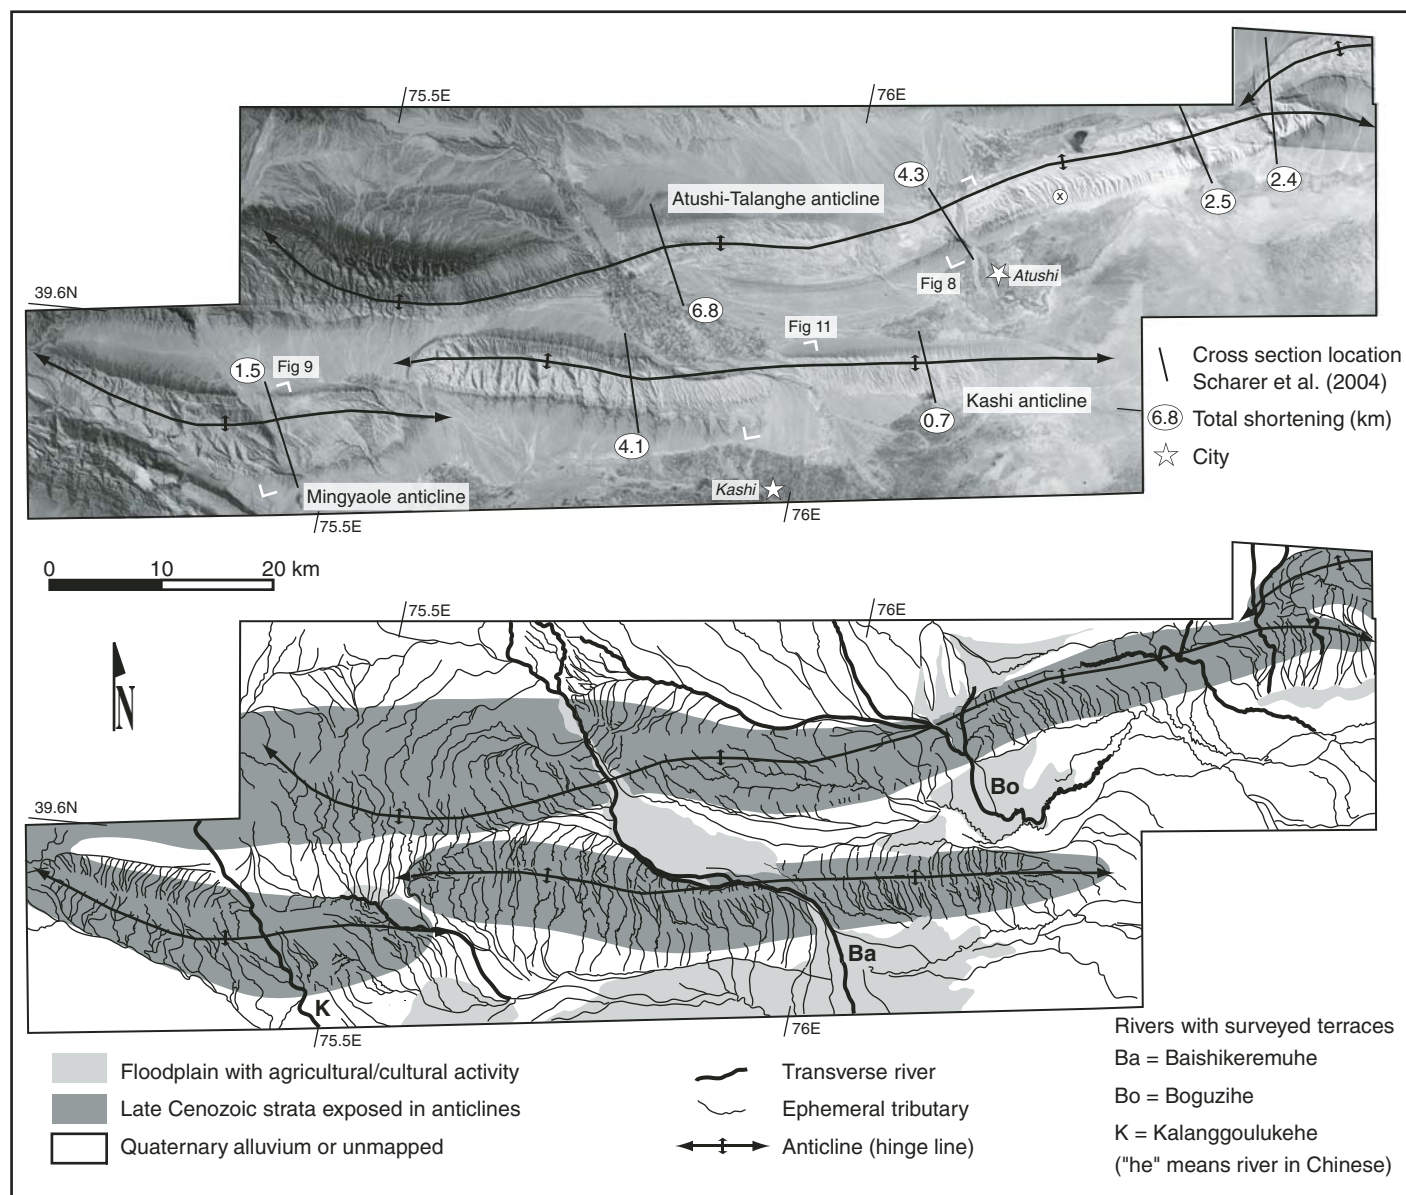 75.5E
76E
4.3
2.4
2.5
Atushi-Talanghe anticline
x
Fig 8
Atushi
39.6N
6.8
Fig 11
1.5
Fig 9
Cross section location
Scharer et al. (2004)
Kashi anticline
0.7
6.8
Total shortening (km)
4.1
City
Mingyaole anticline
Kashi
75.5E
76E
0
10
20 km
75.5E
76E
N
39.6N
Bo
Ba
K
75.5E
76E
Floodplain with agricultural/cultural activity
Late Cenozoic strata exposed in anticlines
Quaternary alluvium or unmapped
Transverse river
Ephemeral tributary
Anticline (hinge line)
Rivers with surveyed terraces
Ba = Baishikeremuhe
Bo = Boguzihe
K = Kalanggoulukehe
("he" means river in Chinese)